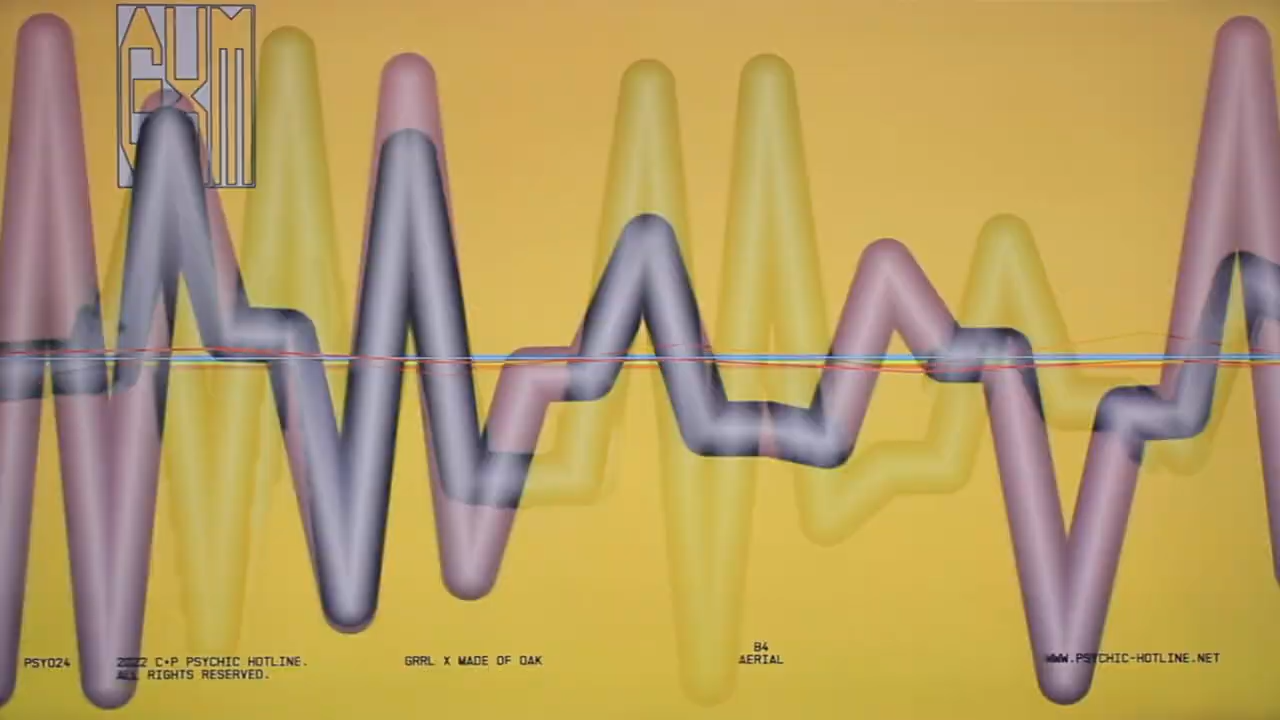 PSY024
2022 C+P PSYCHIC HOTLINE.
ALL RIGHTS RESERVED.
GRRL X MADE OF OAK
B4
AERIAL
WWW.PSYCHIC-HOTLINE.NET